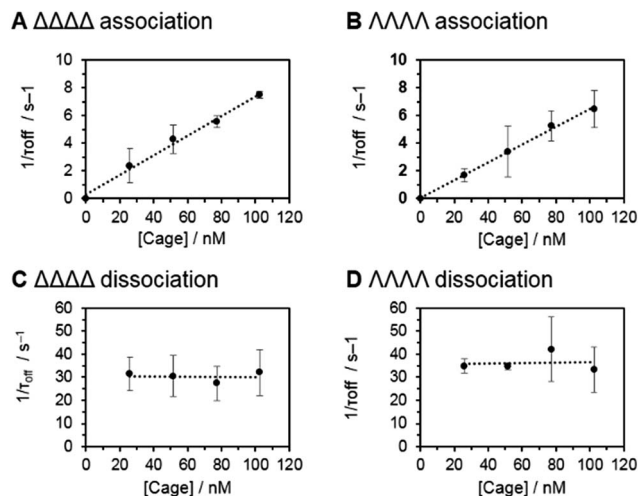 A ΔΔΔΔ association
8
6
4
2
0
1/τoff / s–1
0 20 40 60 80 100 120
[Cage] / nM
B ΛΛΛΛ association
8
6
4
2
0
1/τoff / s–1
0 20 40 60 80 100 120
[Cage] / nM
C ΔΔΔΔ dissociation
60
50
40
30
20
10
0
1/τoff / s⁻¹
0 20 40 60 80 100 120
[Cage] / nM
D ΛΛΛΛ dissociation
60
50
40
30
20
10
0
1/τoff / s–1
0 20 40 60 80 100 120
[Cage] / nM